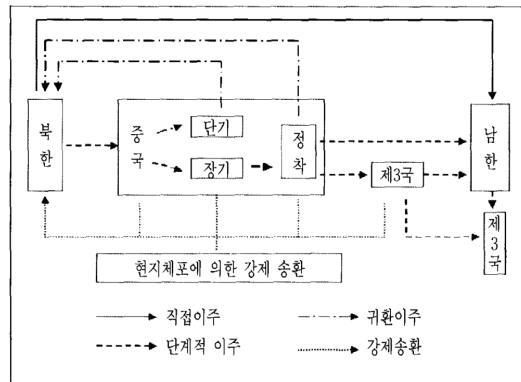 북한
중국
단기
장기
정착
제3국
남한
제3국
현지체포에 의한 강제 송환
직접이주
귀환이주
단계적 이주
강제송환